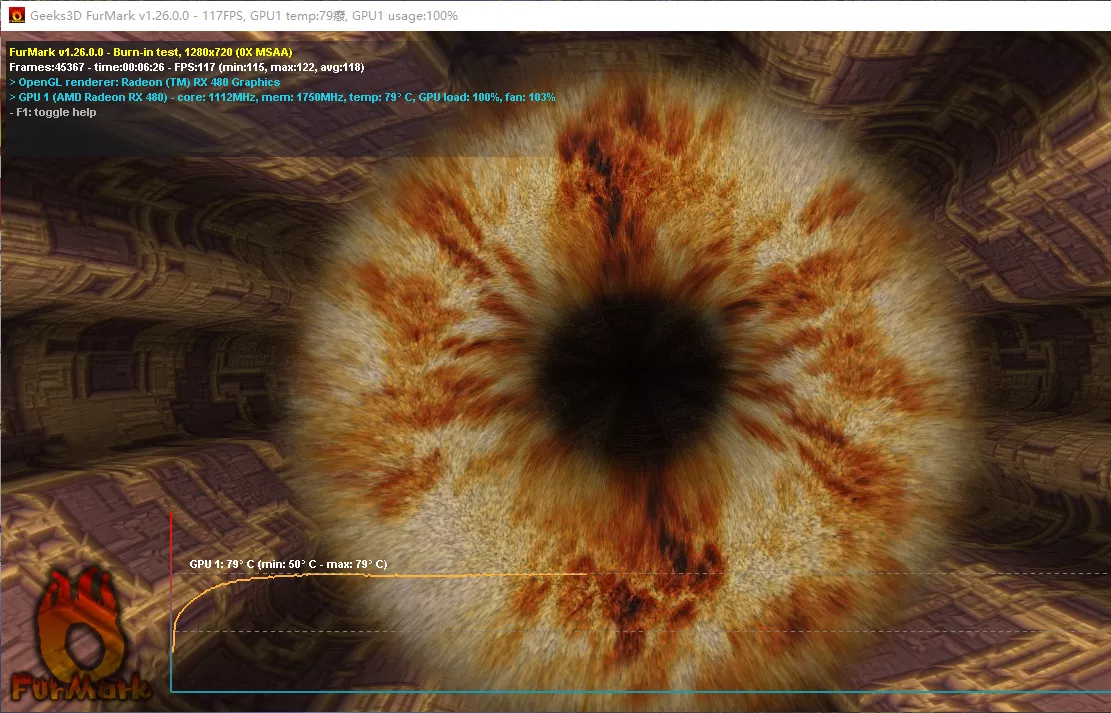 Geeks3D FurMark v1.26.0.0 - 117FPS, GPU1 temp:79癈, GPU1 usage:100%
FurMark v1.26.0.0 - Burn-in test, 1280x720 (0X MSAA)
Frames:45367 - time:00:06:26 - FPS:117 (min:115, max:122, avg:118)
> OpenGL renderer: Radeon (TM) RX 480 Graphics
> GPU 1 (AMD Radeon RX 480) - core: 1112MHz, mem: 1750MHz, temp: 79° C, GPU load: 100%, fan: 103%
- F1: toggle help
GPU 1: 79° C (min: 50° C - max: 79° C)
FurMark